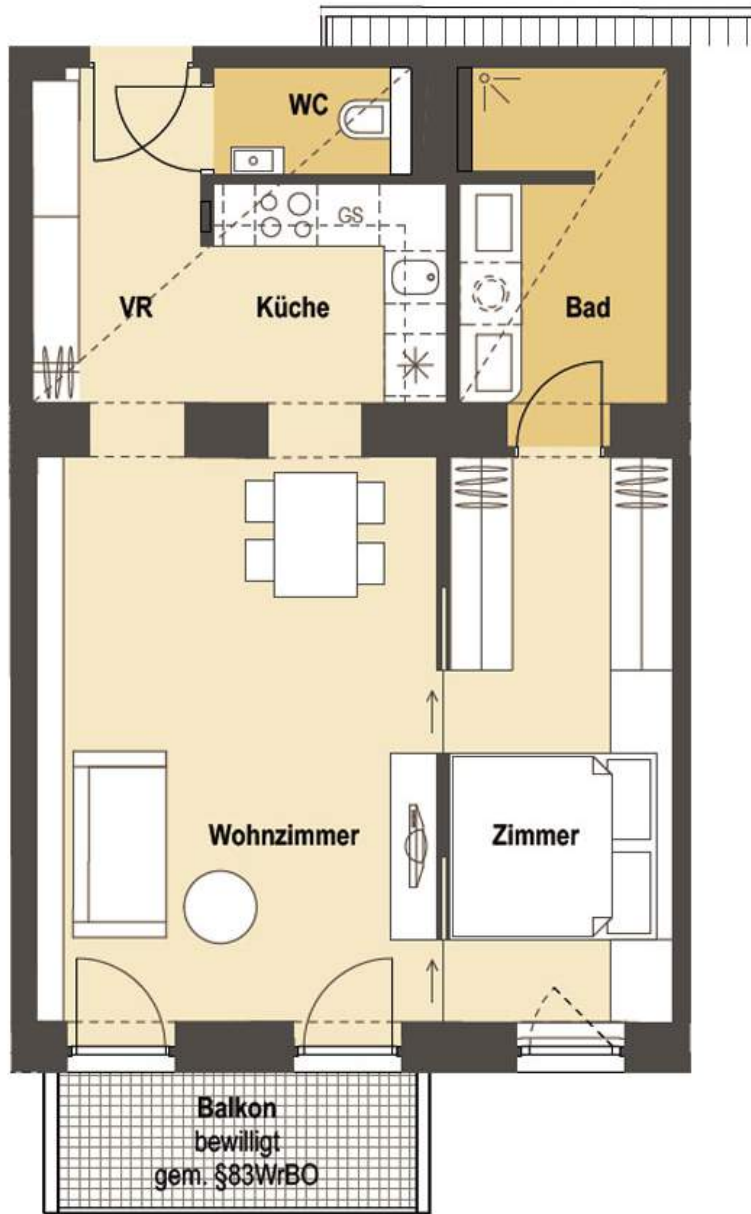 WC
GS
VR
Küche
Bad
Wohnzimmer
Zimmer
Balkon
bewilligt
gem. §83WrBO